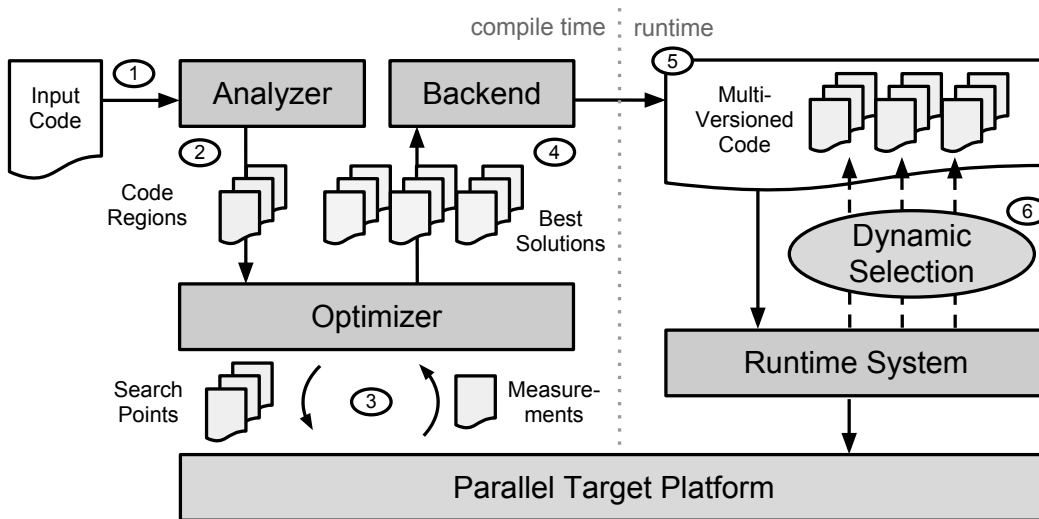 compile time
runtime
1
5
Input
Code
Analyzer
Backend
Multi-
Versioned
Code
2
4
Code
Regions
Best
Solutions
6
Dynamic
Selection
Optimizer
Runtime System
Search
Points
3
Measure-
ments
Parallel Target Platform